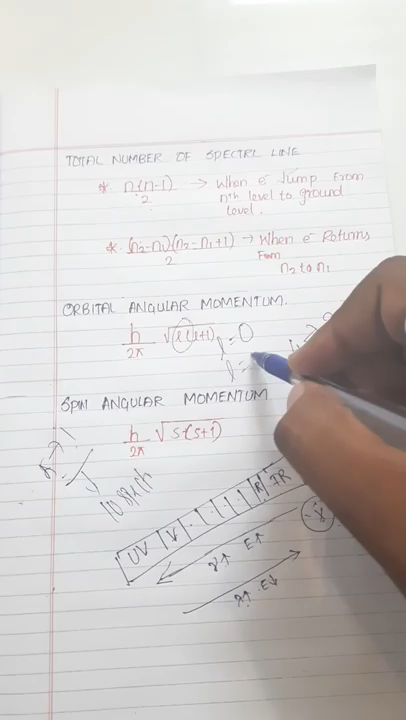 TOTAL NUMBER OF SPECTRL LINE
* n(n-1)/2 → When e⁻ Jump From
nth level to ground
level.
* (n₂-n₁)(n₂-n₁+1)/2 → When e⁻ Returns
From
n₂ to n₁
ORBITAL ANGULAR MOMENTUM.
h/2π √l(l+1) l=0
l=
SPIN ANGULAR MOMENTUM
h/2π √s(s+1)
UV V R IR
ν↑ E↑
λ↑ E↓